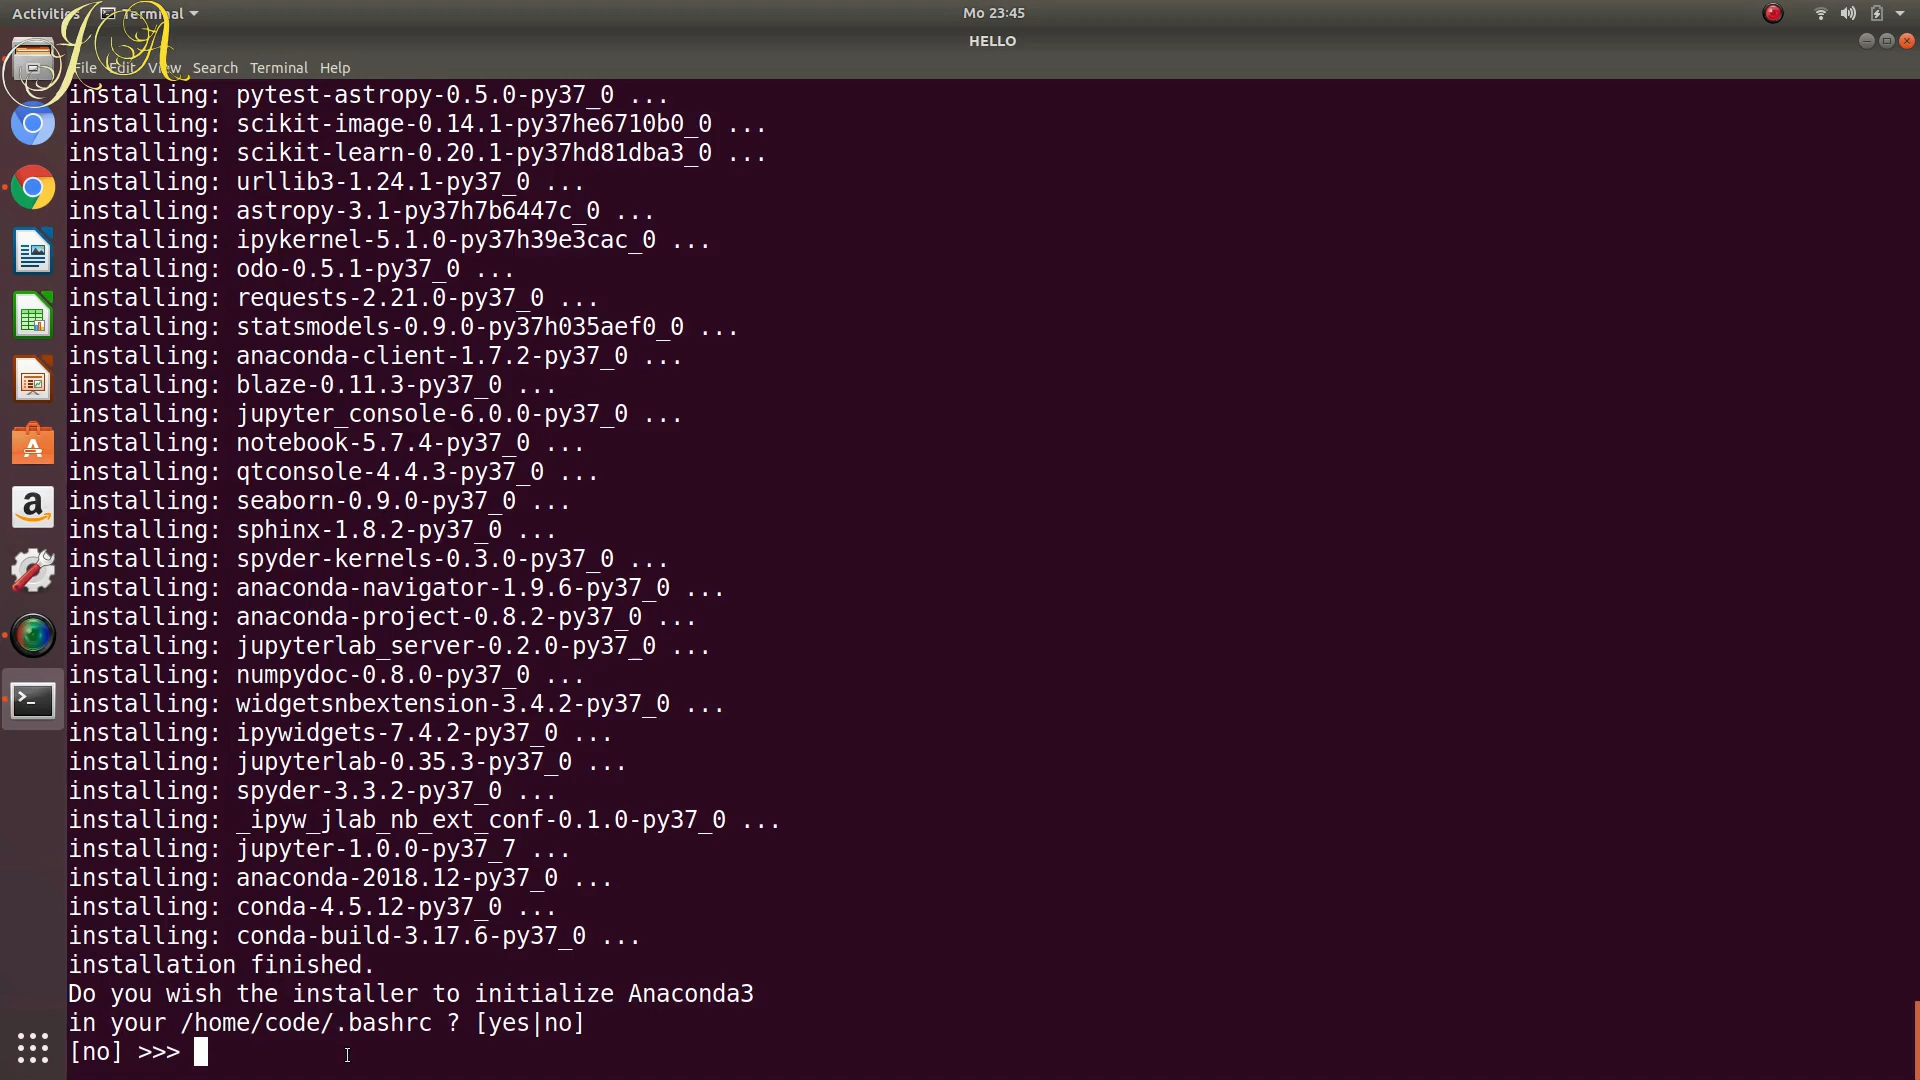 Activities Terminal
Mo 23:45
HELLO
File Edit View Search Terminal Help
installing: pytest-astropy-0.5.0-py37_0 ...
installing: scikit-image-0.14.1-py37he6710b0_0 ...
installing: scikit-learn-0.20.1-py37hd81dba3_0 ...
installing: urllib3-1.24.1-py37_0 ...
installing: astropy-3.1-py37h7b6447c_0 ...
installing: ipykernel-5.1.0-py37h39e3cac_0 ...
installing: odo-0.5.1-py37_0 ...
installing: requests-2.21.0-py37_0 ...
installing: statsmodels-0.9.0-py37h035aef0_0 ...
installing: anaconda-client-1.7.2-py37_0 ...
installing: blaze-0.11.3-py37_0 ...
installing: jupyter_console-6.0.0-py37_0 ...
installing: notebook-5.7.4-py37_0 ...
installing: qtconsole-4.4.3-py37_0 ...
installing: seaborn-0.9.0-py37_0 ...
installing: sphinx-1.8.2-py37_0 ...
installing: spyder-kernels-0.3.0-py37_0 ...
installing: anaconda-navigator-1.9.6-py37_0 ...
installing: anaconda-project-0.8.2-py37_0 ...
installing: jupyterlab_server-0.2.0-py37_0 ...
installing: numpydoc-0.8.0-py37_0 ...
installing: widgetsnbextension-3.4.2-py37_0 ...
installing: ipywidgets-7.4.2-py37_0 ...
installing: jupyterlab-0.35.3-py37_0 ...
installing: spyder-3.3.2-py37_0 ...
installing: _ipyw_jlab_nb_ext_conf-0.1.0-py37_0 ...
installing: jupyter-1.0.0-py37_7 ...
installing: anaconda-2018.12-py37_0 ...
installing: conda-4.5.12-py37_0 ...
installing: conda-build-3.17.6-py37_0 ...
installation finished.
Do you wish the installer to initialize Anaconda3
in your /home/code/.bashrc ? [yes|no]
[no] >>>